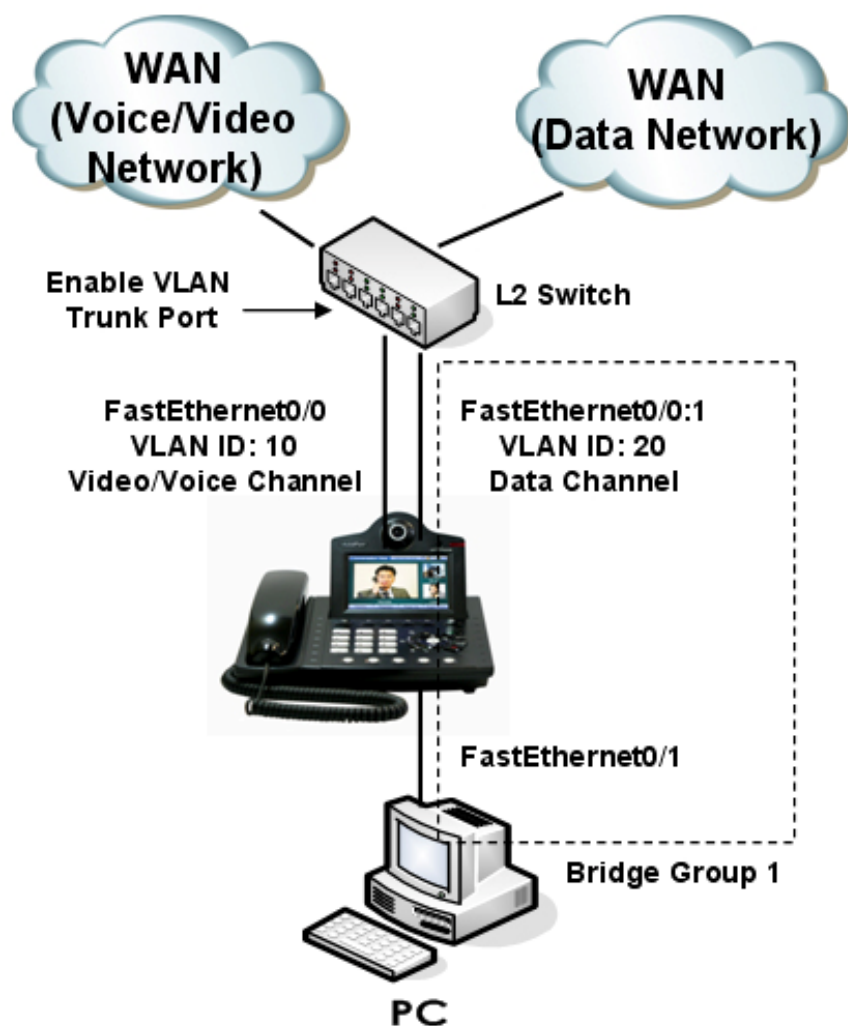 WAN
(Voice/Video
Network)
WAN
(Data Network)
Enable VLAN
Trunk Port
L2 Switch
FastEthernet0/0
VLAN ID: 10
Video/Voice Channel
FastEthernet0/0:1
VLAN ID: 20
Data Channel
FastEthernet0/1
Bridge Group 1
PC